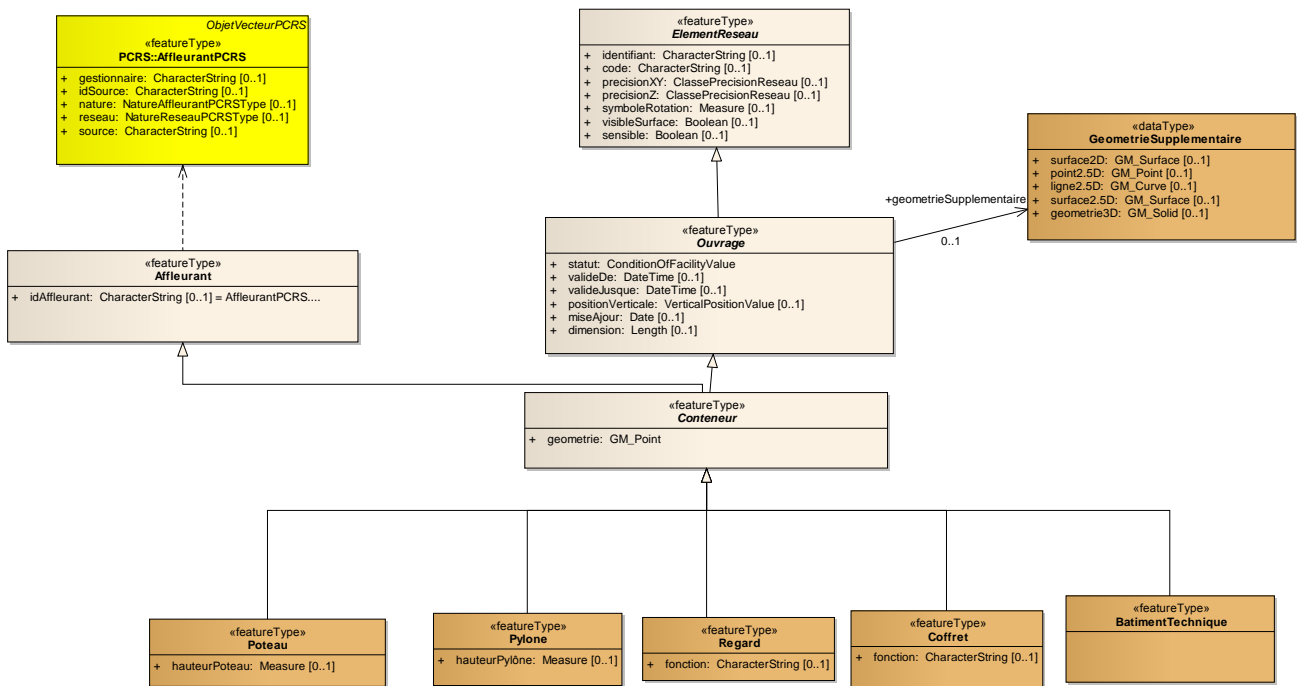 ObjetVecteurPCRS
«featureType»
PCRS::AffleurantPCRS
+ gestionnaire: CharacterString [0..1]
+ idSource: CharacterString [0..1]
+ nature: NatureAffleurantPCRSType [0..1]
+ reseau: NatureReseauPCRSType [0..1]
+ source: CharacterString [0..1]
«featureType»
ElementReseau
+ identifiant: CharacterString [0..1]
+ code: CharacterString [0..1]
+ precisionXY: ClassePrecisionReseau [0..1]
+ precisionZ: ClassePrecisionReseau [0..1]
+ symboleRotation: Measure [0..1]
+ visibleSurface: Boolean [0..1]
+ sensible: Boolean [0..1]
«dataType»
GeometrieSupplementaire
+ surface2D: GM_Surface [0..1]
+ point2.5D: GM_Point [0..1]
+ ligne2.5D: GM_Curve [0..1]
+ surface2.5D: GM_Surface [0..1]
+ geometrie3D: GM_Solid [0..1]
+geometrieSupplementaire
0..1
«featureType»
Affleurant
+ idAffleurant: CharacterString [0..1] = AffleurantPCRS....
«featureType»
Ouvrage
+ statut: ConditionOfFacilityValue
+ valideDe: DateTime [0..1]
+ valideJusque: DateTime [0..1]
+ positionVerticale: VerticalPositionValue [0..1]
+ miseAjour: Date [0..1]
+ dimension: Length [0..1]
«featureType»
Conteneur
+ geometrie: GM_Point
«featureType»
Poteau
+ hauteurPoteau: Measure [0..1]
«featureType»
Pylone
+ hauteurPylône: Measure [0..1]
«featureType»
Regard
+ fonction: CharacterString [0..1]
«featureType»
Coffret
+ fonction: CharacterString [0..1]
«featureType»
BatimentTechnique